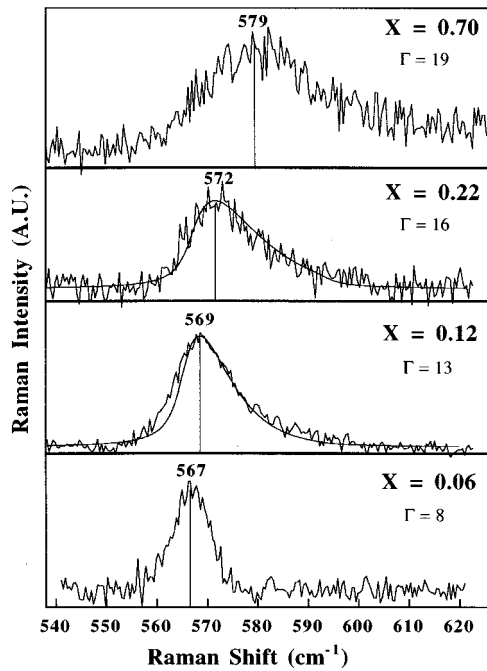 579
X = 0.70
Γ = 19
572
X = 0.22
Γ = 16
569
X = 0.12
Γ = 13
567
X = 0.06
Γ = 8
Raman Intensity (A.U.)
540 550 560 570 580 590 600 610 620
Raman Shift (cm⁻¹)